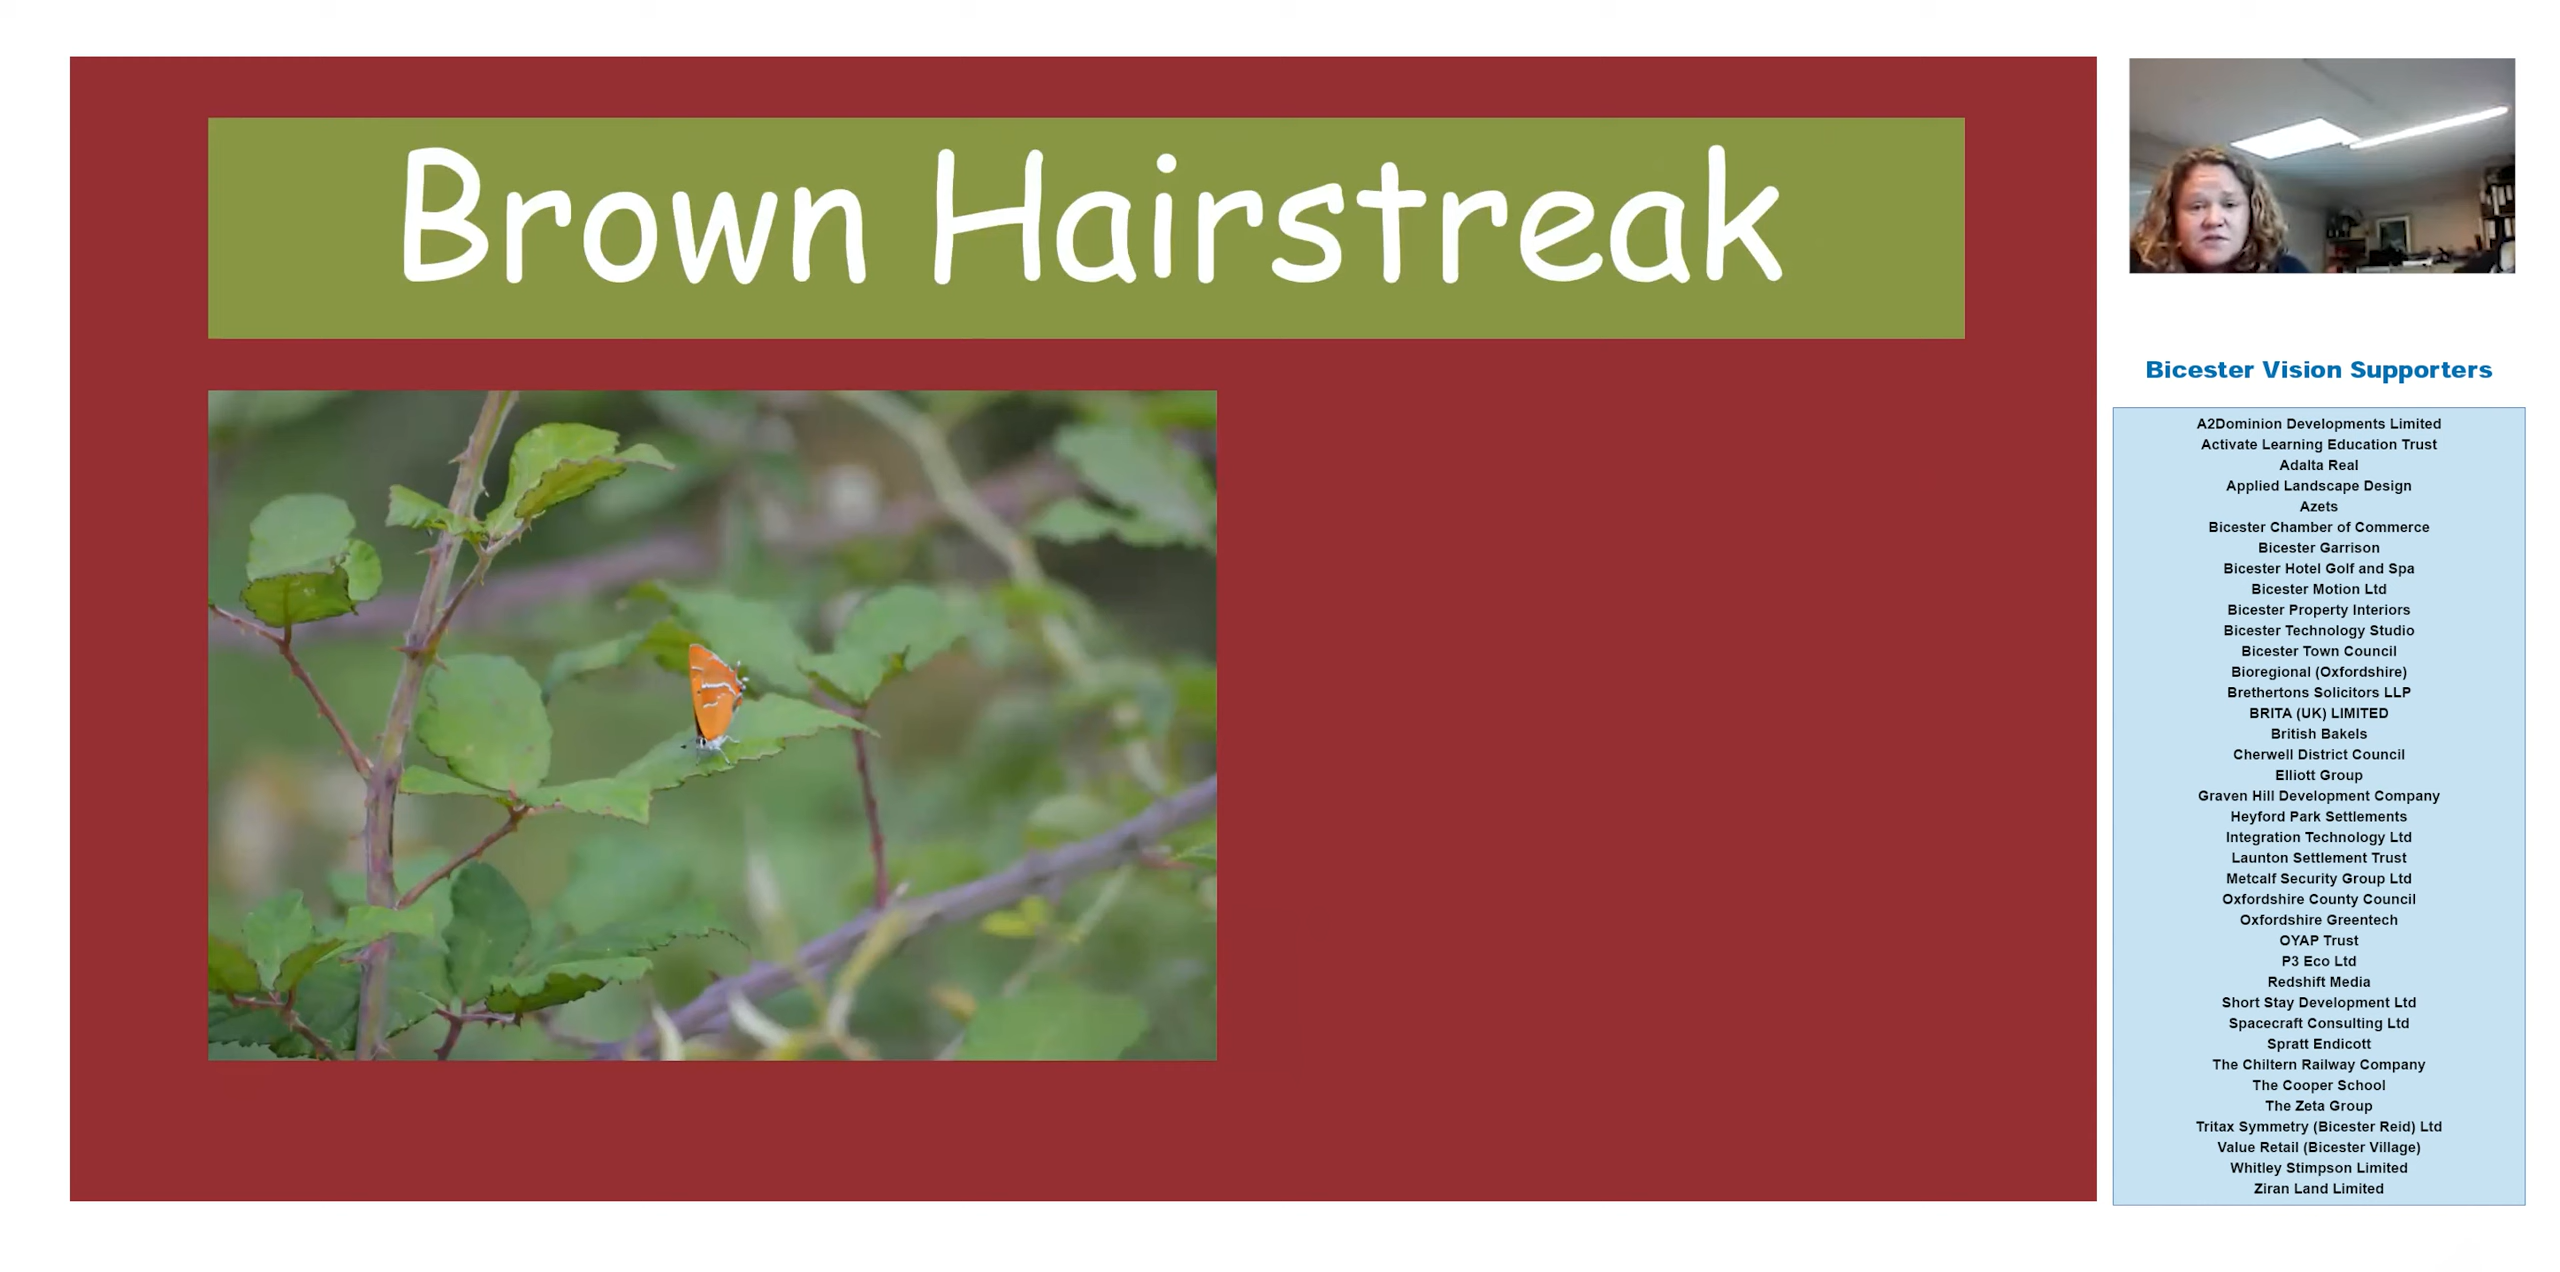 Brown Hairstreak
Bicester Vision Supporters
A2Dominion Developments Limited
Activate Learning Education Trust
Adalta Real
Applied Landscape Design
Azets
Bicester Chamber of Commerce
Bicester Garrison
Bicester Hotel Golf and Spa
Bicester Motion Ltd
Bicester Property Interiors
Bicester Technology Studio
Bicester Town Council
Bioregional (Oxfordshire)
Brethertons Solicitors LLP
BRITA (UK) LIMITED
British Bakels
Cherwell District Council
Elliott Group
Graven Hill Development Company
Heyford Park Settlements
Integration Technology Ltd
Launton Settlement Trust
Metcalf Security Group Ltd
Oxfordshire County Council
Oxfordshire Greentech
OYAP Trust
P3 Eco Ltd
Redshift Media
Short Stay Development Ltd
Spacecraft Consulting Ltd
Spratt Endicott
The Chiltern Railway Company
The Cooper School
The Zeta Group
Tritax Symmetry (Bicester Reid) Ltd
Value Retail (Bicester Village)
Whitley Stimpson Limited
Ziran Land Limited